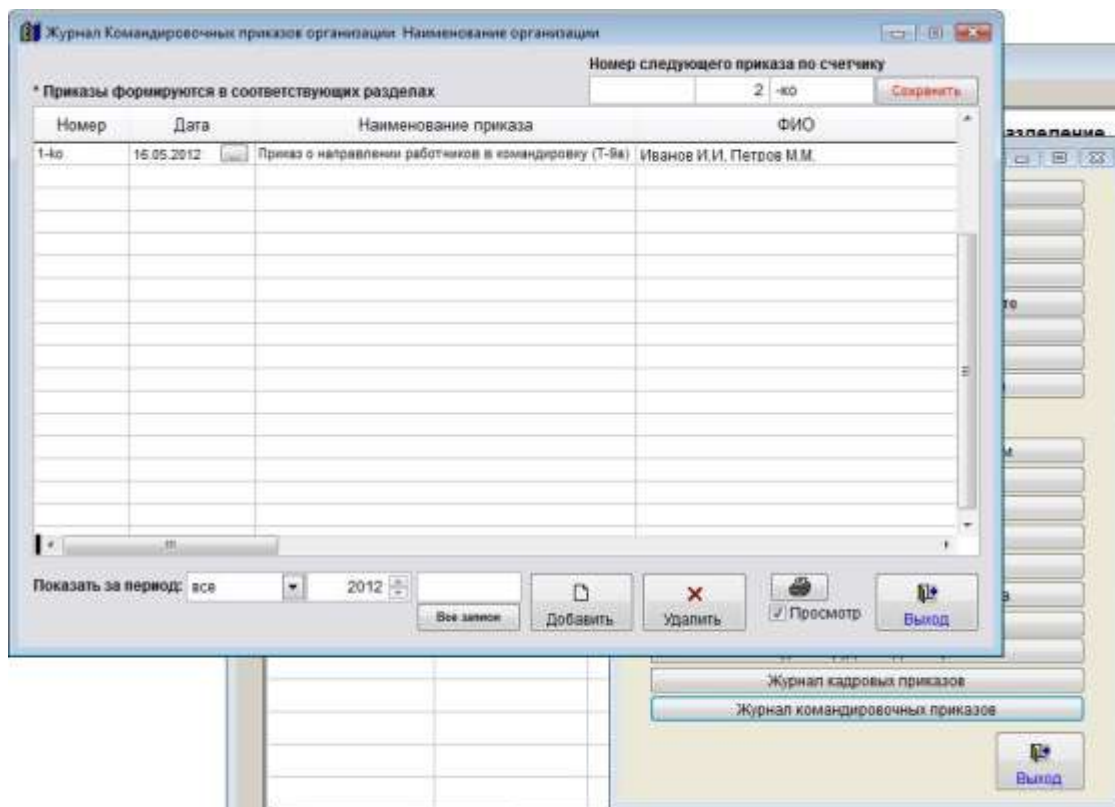 Журнал Командировочных приказов организации Наименование организации
Номер следующего приказа по счетчику
* Приказы формируются в соответствующих разделах
2 -ко Сохранить
Номер Дата Наименование приказа ФИО
1-ко 16.05.2012 ... Приказ о направлении работников в командировку (Т-9а) Иванов И.И. Петров М.М.
Показать за период: все 2012
Все записи
Добавить Удалить Просмотр Выход
Журнал кадровых приказов
Журнал командировочных приказов
Выход